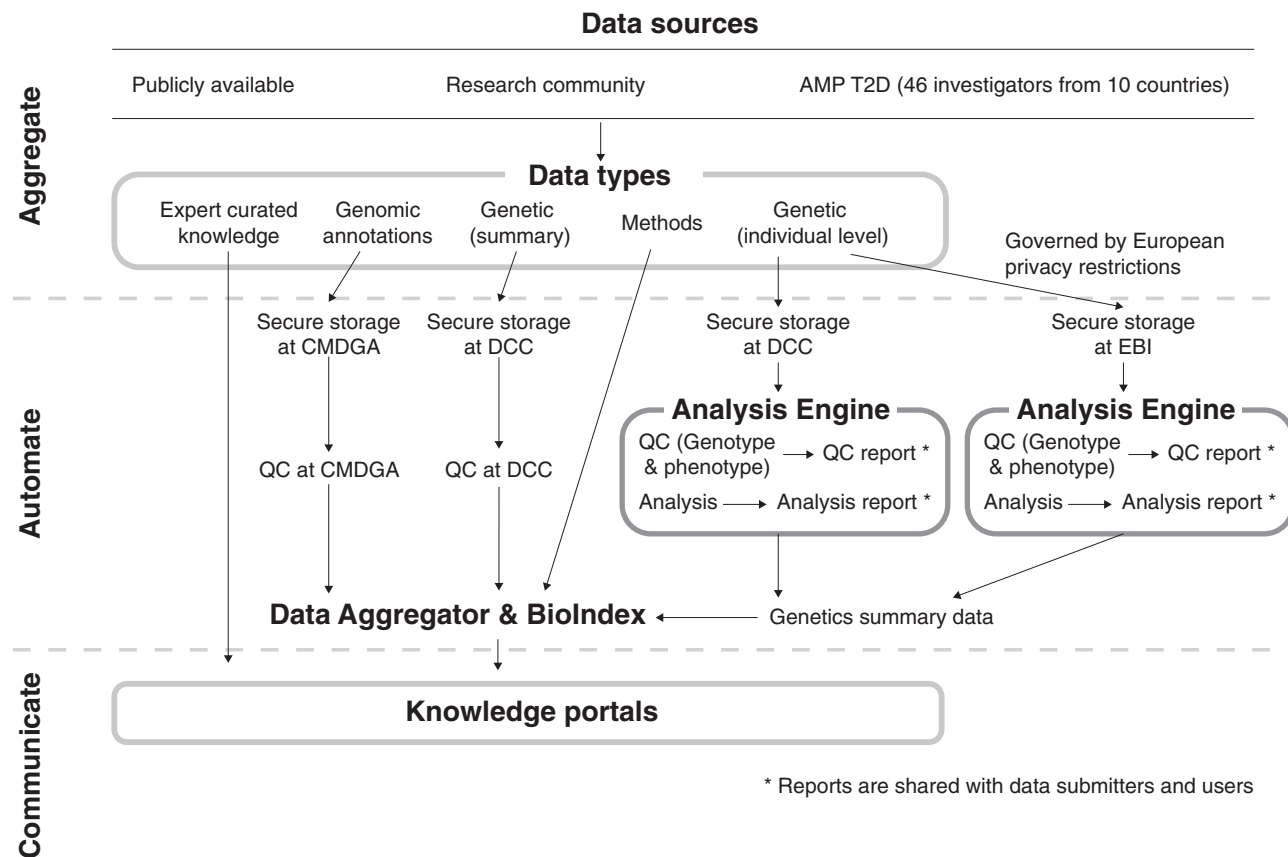 Data sources
Aggregate
Publicly available
Research community
AMP T2D (46 investigators from 10 countries)
Data types
Expert curated
knowledge
Genomic
annotations
Genetic
(summary)
Methods
Genetic
(individual level)
Governed by European
privacy restrictions
Automate
Secure storage
at CMDGA
Secure storage
at DCC
Secure storage
at DCC
Secure storage
at EBI
QC at CMDGA
QC at DCC
Analysis Engine
QC (Genotype
& phenotype)
QC report *
Analysis
Analysis report *
Analysis Engine
QC (Genotype
& phenotype)
QC report *
Analysis
Analysis report *
Data Aggregator & BioIndex
Genetics summary data
Communicate
Knowledge portals
* Reports are shared with data submitters and users